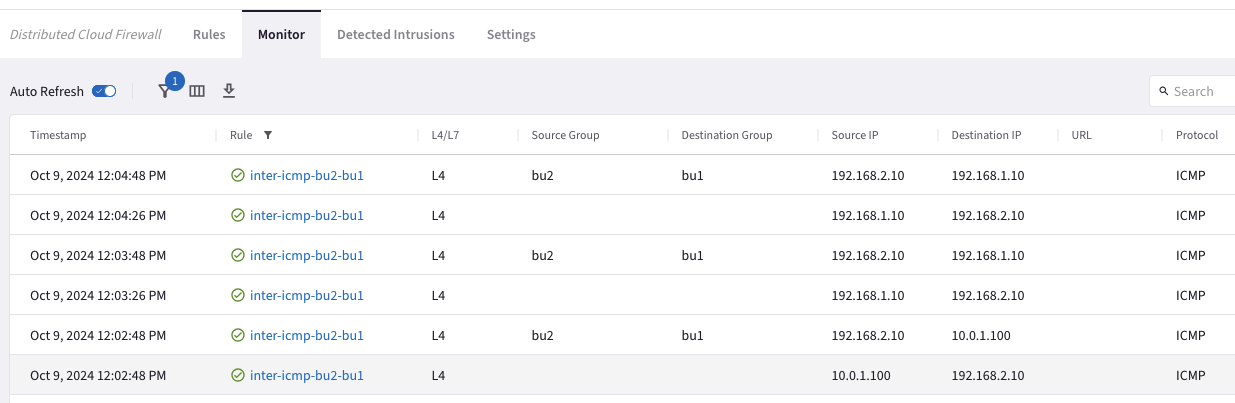 Distributed Cloud Firewall Rules Monitor Detected Intrusions Settings
Auto Refresh 1 Search
Timestamp Rule L4/L7 Source Group Destination Group Source IP Destination IP URL Protocol
Oct 9, 2024 12:04:48 PM inter-icmp-bu2-bu1 L4 bu2 bu1 192.168.2.10 192.168.1.10 ICMP
Oct 9, 2024 12:04:26 PM inter-icmp-bu2-bu1 L4 192.168.1.10 192.168.2.10 ICMP
Oct 9, 2024 12:03:48 PM inter-icmp-bu2-bu1 L4 bu2 bu1 192.168.2.10 192.168.1.10 ICMP
Oct 9, 2024 12:03:26 PM inter-icmp-bu2-bu1 L4 192.168.1.10 192.168.2.10 ICMP
Oct 9, 2024 12:02:48 PM inter-icmp-bu2-bu1 L4 bu2 bu1 192.168.2.10 10.0.1.100 ICMP
Oct 9, 2024 12:02:48 PM inter-icmp-bu2-bu1 L4 10.0.1.100 192.168.2.10 ICMP